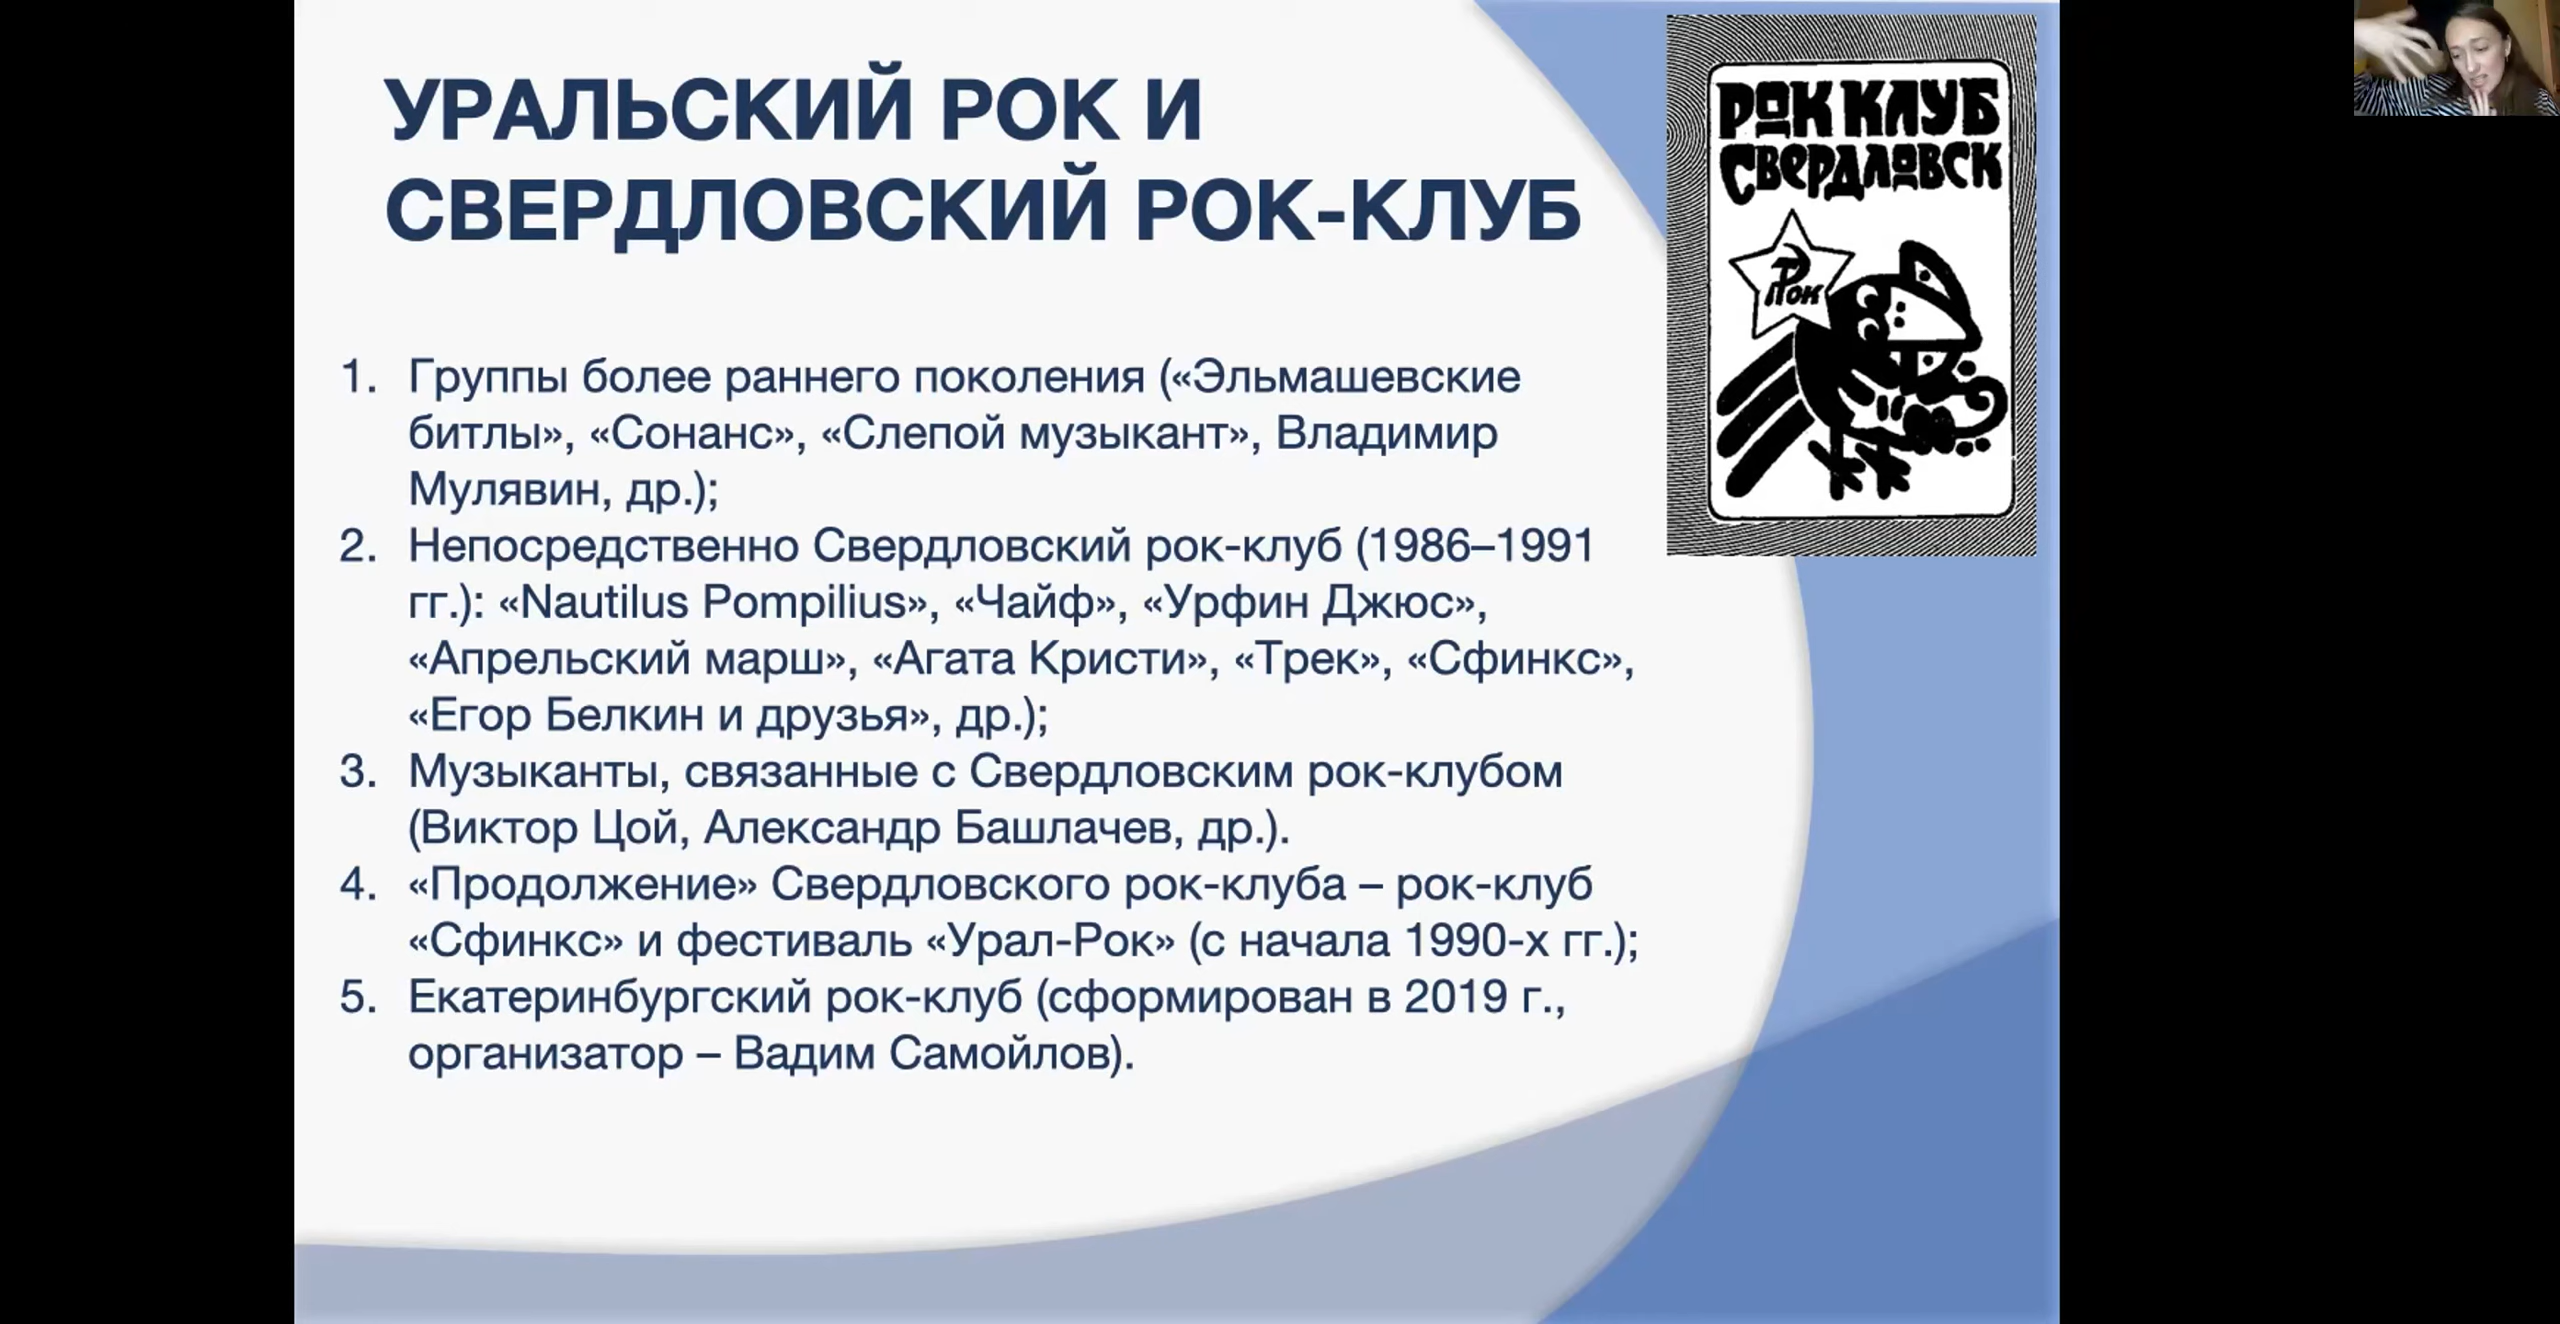 УРАЛЬСКИЙ РОК И
СВЕРДЛОВСКИЙ РОК-КЛУБ
1. Группы более раннего поколения («Эльмашевские
битлы», «Сонанс», «Слепой музыкант», Владимир
Мулявин, др.);
2. Непосредственно Свердловский рок-клуб (1986–1991
гг.): «Nautilus Pompilius», «Чайф», «Урфин Джюс»,
«Апрельский марш», «Агата Кристи», «Трек», «Сфинкс»,
«Егор Белкин и друзья», др.);
3. Музыканты, связанные с Свердловским рок-клубом
(Виктор Цой, Александр Башлачев, др.).
4. «Продолжение» Свердловского рок-клуба – рок-клуб
«Сфинкс» и фестиваль «Урал-Рок» (с начала 1990-х гг.);
5. Екатеринбургский рок-клуб (сформирован в 2019 г.,
организатор – Вадим Самойлов).
РОК КЛУБ
СВЕРДЛОВСК
Рок